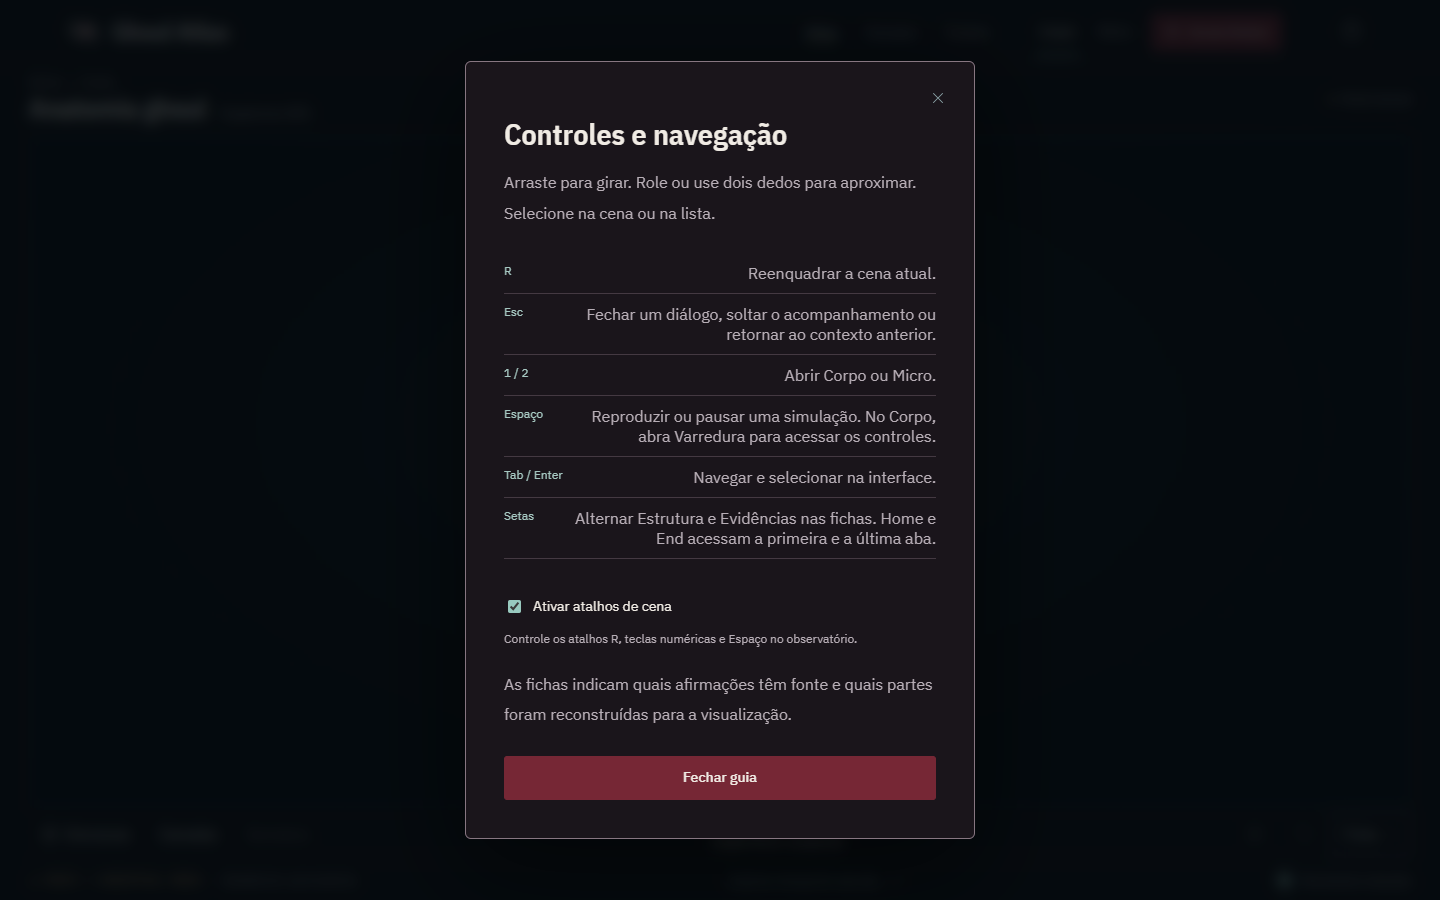 Controles e navegação
Arraste para girar. Role ou use dois dedos para aproximar.
Selecione na cena ou na lista.
R
Reenquadrar a cena atual.
Esc
Fechar um diálogo, soltar o acompanhamento ou
retornar ao contexto anterior.
1 / 2
Abrir Corpo ou Micro.
Espaço
Reproduzir ou pausar uma simulação. No Corpo,
abra Varredura para acessar os controles.
Tab / Enter
Navegar e selecionar na interface.
Setas
Alternar Estrutura e Evidências nas fichas. Home e
End acessam a primeira e a última aba.
Ativar atalhos de cena
Controle os atalhos R, teclas numéricas e Espaço no observatório.
As fichas indicam quais afirmações têm fonte e quais partes
foram reconstruídas para a visualização.
Fechar guia